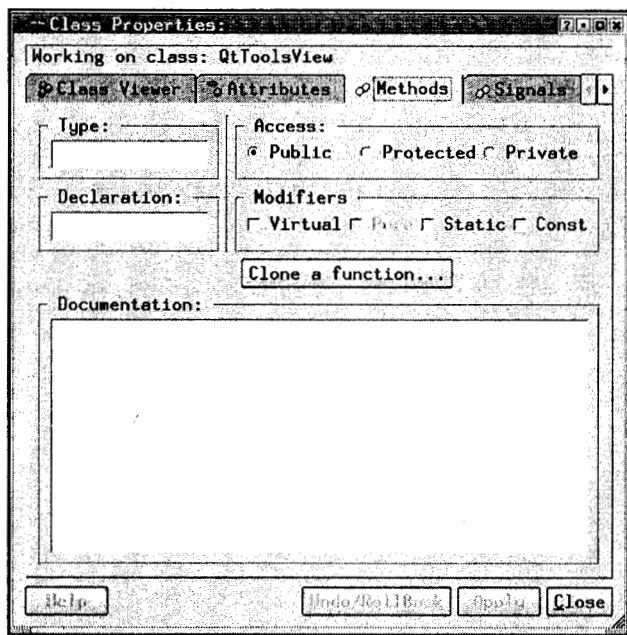 Class Properties:
Working on class: QtToolsView
Class Viewer Attributes Methods Signals
Type:
Access:
Public Protected Private
Declaration:
Modifiers
Virtual Pure Static Const
Clone a function...
Documentation:
Help Undo/RollBack Apply Close